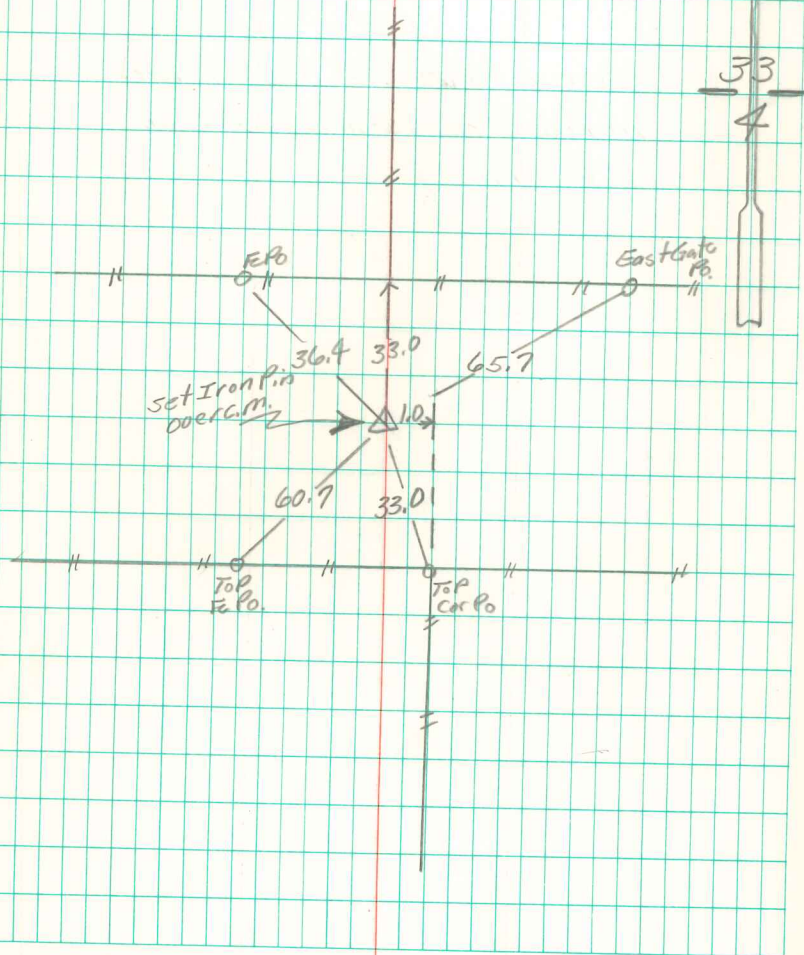 33
4
FePo
East Gate
Po.
36.4
33.0
65.7
set Iron Pin
over c.m.
1.0
60.7
33.0
Top
Fe Po.
Top
Cor Po